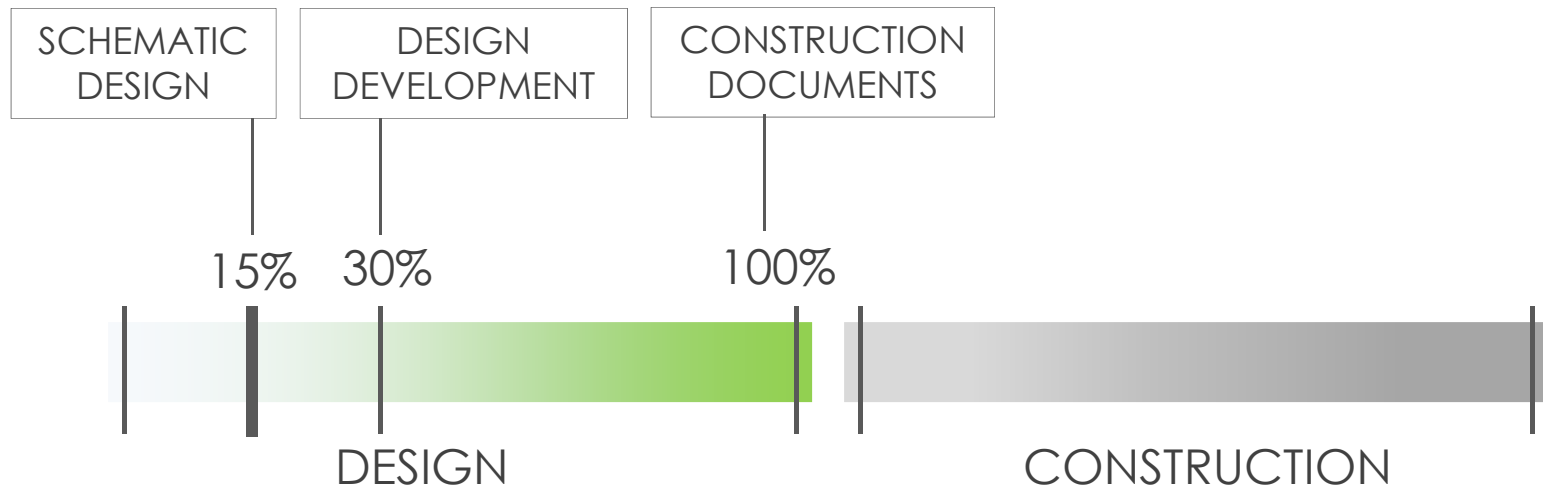 SCHEMATIC
DESIGN
DESIGN
DEVELOPMENT
CONSTRUCTION
DOCUMENTS
15%
30%
100%
DESIGN
CONSTRUCTION